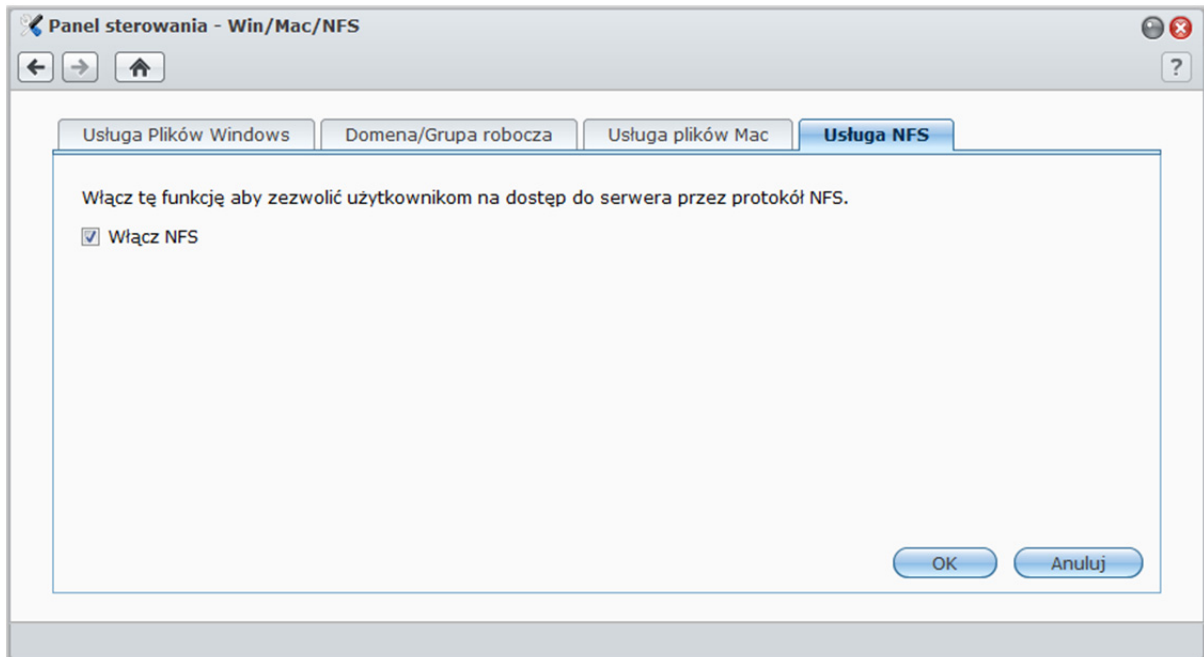 Panel sterowania - Win/Mac/NFS
?
Usługa Plików Windows
Domena/Grupa robocza
Usługa plików Mac
Usługa NFS
Włącz tę funkcję aby zezwolić użytkownikom na dostęp do serwera przez protokół NFS.
Włącz NFS
OK
Anuluj